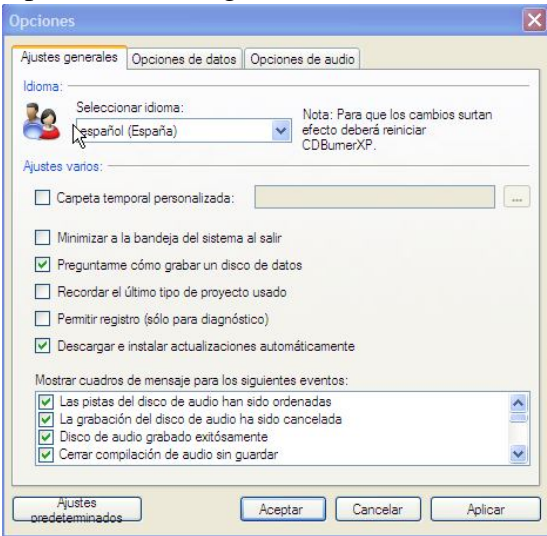 Opciones
Ajustes generales
Opciones de datos
Opciones de audio
Idioma:
Seleccionar idioma:
español (España)
Nota: Para que los cambios surtan
efecto deberá reiniciar
CDBurnerXP.
Ajustes varios:
Carpeta temporal personalizada:
...
Minimizar a la bandeja del sistema al salir
Preguntarme cómo grabar un disco de datos
Recordar el último tipo de proyecto usado
Permitir registro (sólo para diagnóstico)
Descargar e instalar actualizaciones automáticamente
Mostrar cuadros de mensaje para los siguientes eventos:
Las pistas del disco de audio han sido ordenadas
La grabación del disco de audio ha sido cancelada
Disco de audio grabado exitósamente
Cerrar compilación de audio sin guardar
Ajustes
predeterminados
Aceptar
Cancelar
Aplicar